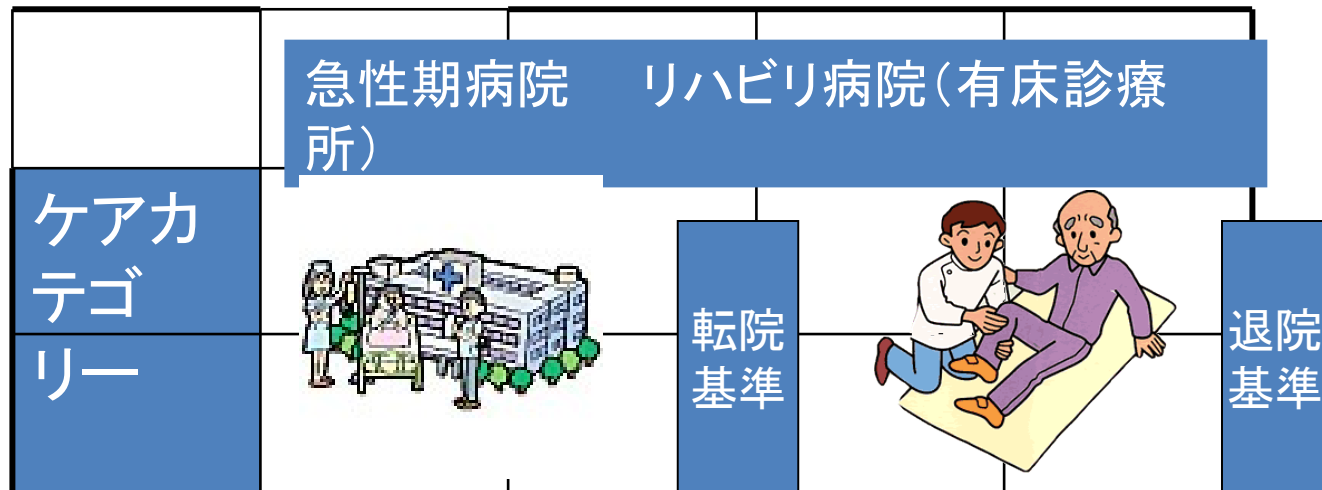 急性期病院　　リハビリ病院（有床診療
所）
ケアカ
テゴ
リー
転院
基準
退院
基準